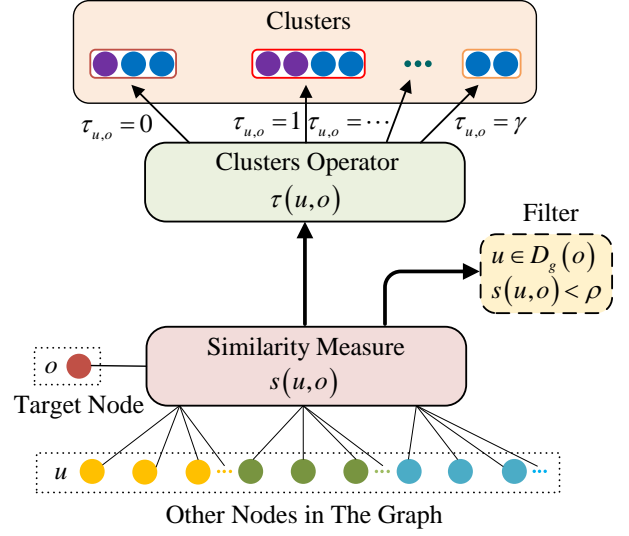 Clusters
τ_{u,o} = 0
τ_{u,o} = 1
τ_{u,o} = ⋯
τ_{u,o} = γ
Clusters Operator
τ(u,o)
Filter
u ∈ D_g(o)
s(u,o) < ρ
Similarity Measure
s(u,o)
o
Target Node
u
Other Nodes in The Graph